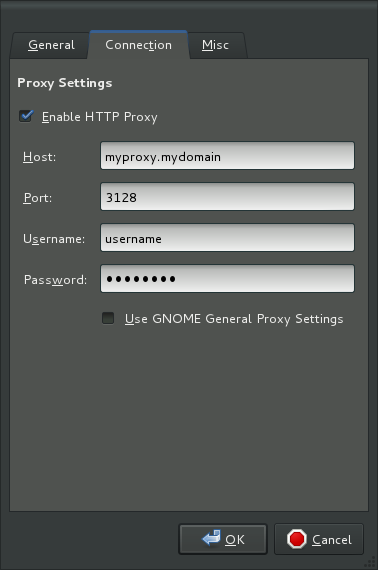 General Connection Misc
Proxy Settings
Enable HTTP Proxy
Host: myproxy.mydomain
Port: 3128
Username: username
Password: ••••••••
Use GNOME General Proxy Settings
OK Cancel